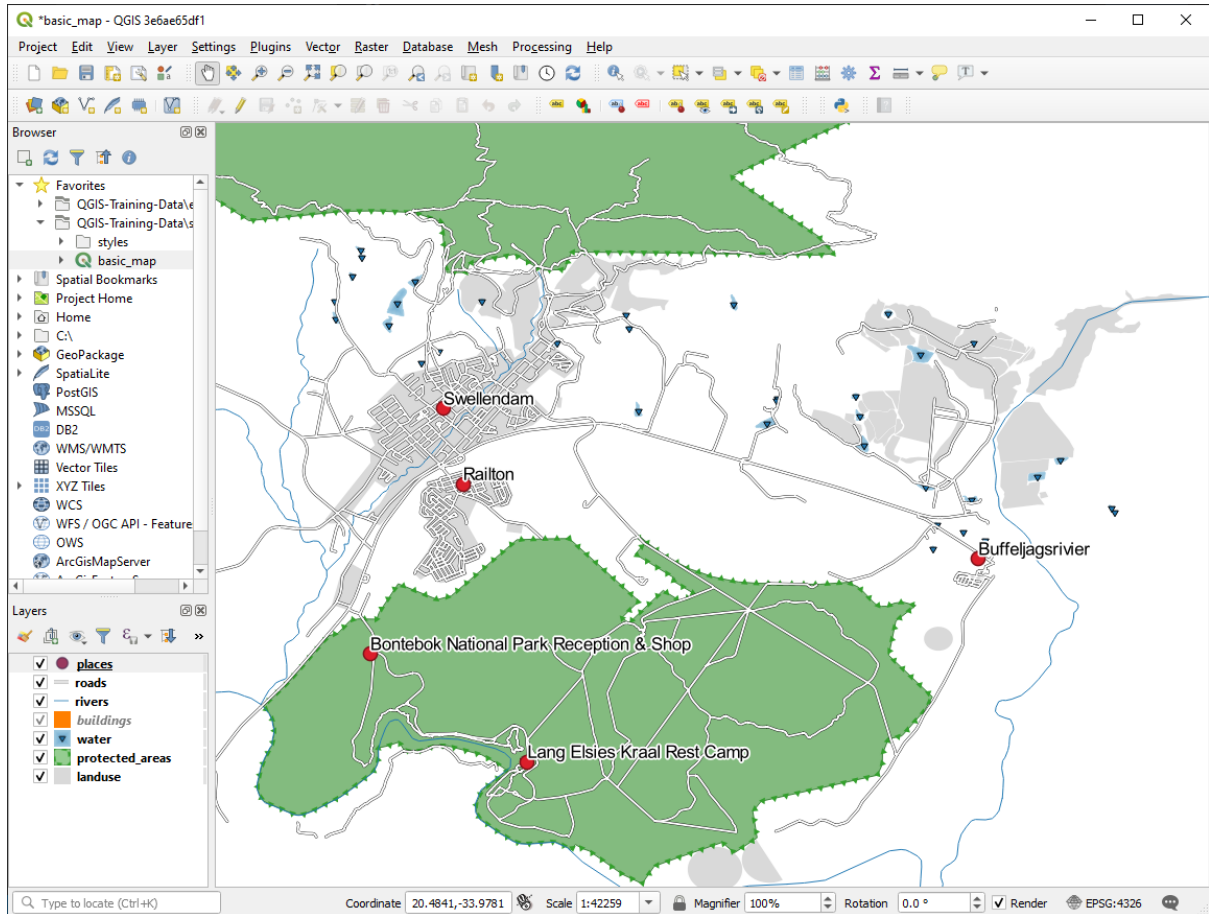 *basic_map - QGIS 3e6ae65df1
Project Edit View Layer Settings Plugins Vector Raster Database Mesh Processing Help
Browser
Favorites
QGIS-Training-Data\e
QGIS-Training-Data\s
styles
basic_map
Spatial Bookmarks
Project Home
Home
C:\
GeoPackage
SpatiaLite
PostGIS
MSSQL
DB2
WMS/WMTS
Vector Tiles
XYZ Tiles
WCS
WFS / OGC API - Feature
OWS
ArcGisMapServer
Layers
places
roads
rivers
buildings
water
protected_areas
landuse
Swellendam
Railton
Buffeljagsrivier
Bontebok National Park Reception & Shop
Lang Elsies Kraal Rest Camp
Type to locate (Ctrl+K) Coordinate 20.4841,-33.9781 Scale 1:42259 Magnifier 100% Rotation 0.0 ° Render EPSG:4326